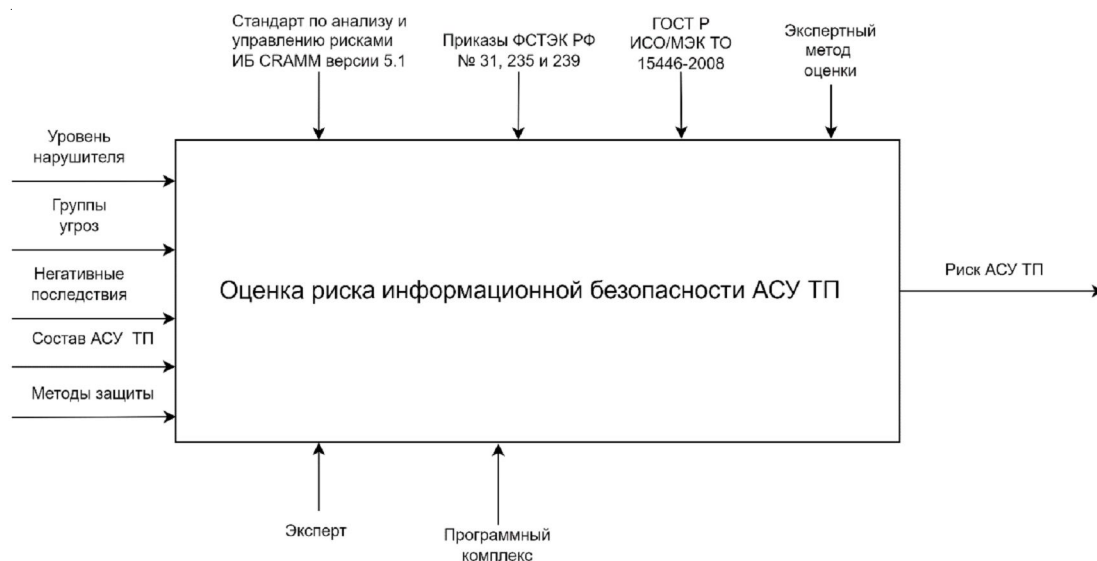 Стандарт по анализу и
управлению рисками
ИБ CRAMM версии 5.1
Приказы ФСТЭК РФ
№ 31, 235 и 239
ГОСТ Р
ИСО/МЭК ТО
15446-2008
Экспертный
метод
оценки
Уровень
нарушителя
Группы
угроз
Негативные
последствия
Состав АСУ ТП
Методы защиты
Оценка риска информационной безопасности АСУ ТП
Риск АСУ ТП
Эксперт
Программный
комплекс